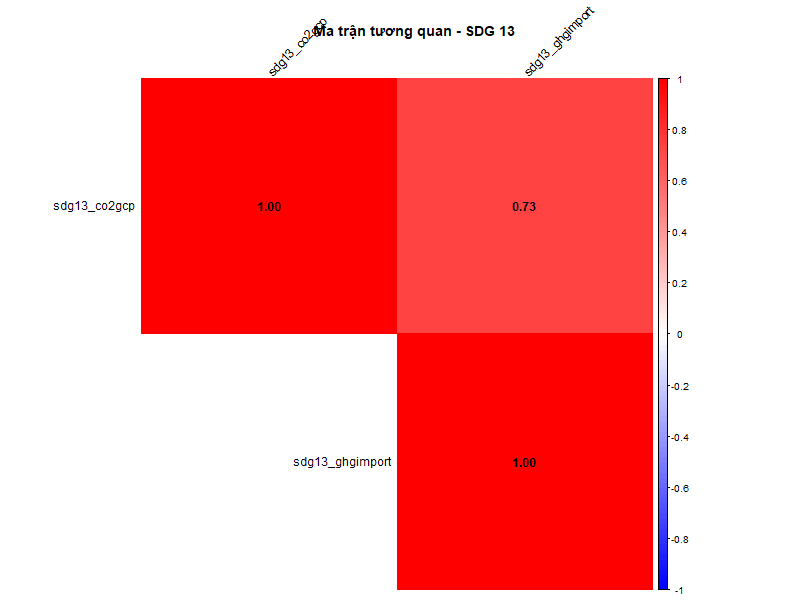 Ma trận tương quan - SDG 13
sdg13_co2gcp
sdg13_ghgimport
sdg13_co2gcp
1.00
0.73
sdg13_ghgimport
1.00
1
0.8
0.6
0.4
0.2
0
-0.2
-0.4
-0.6
-0.8
-1